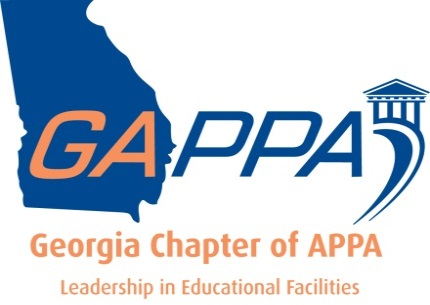 GAPPA
Georgia Chapter of APPA
Leadership in Educational Facilities